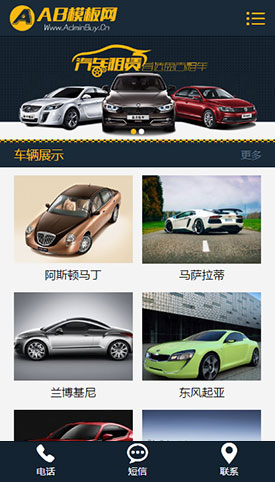 AB模板网
Www.AdminBuy.Cn
汽车租赁
车辆展示
更多
阿斯顿马丁
马萨拉蒂
兰博基尼
东风起亚
电话
短信
联系